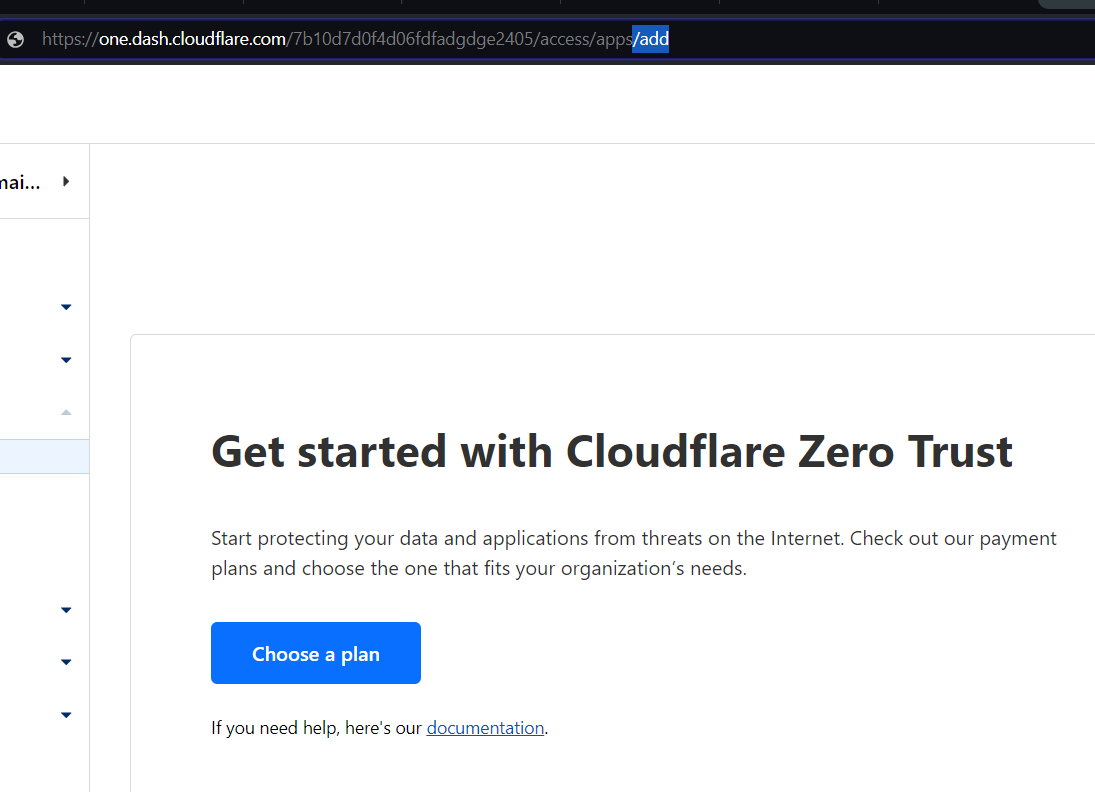 https://one.dash.cloudflare.com/7b10d7d0f4d06fdfadgdge2405/access/apps/add
mai...
Get started with Cloudflare Zero Trust
Start protecting your data and applications from threats on the Internet. Check out our payment
plans and choose the one that fits your organization’s needs.
Choose a plan
If you need help, here's our documentation.